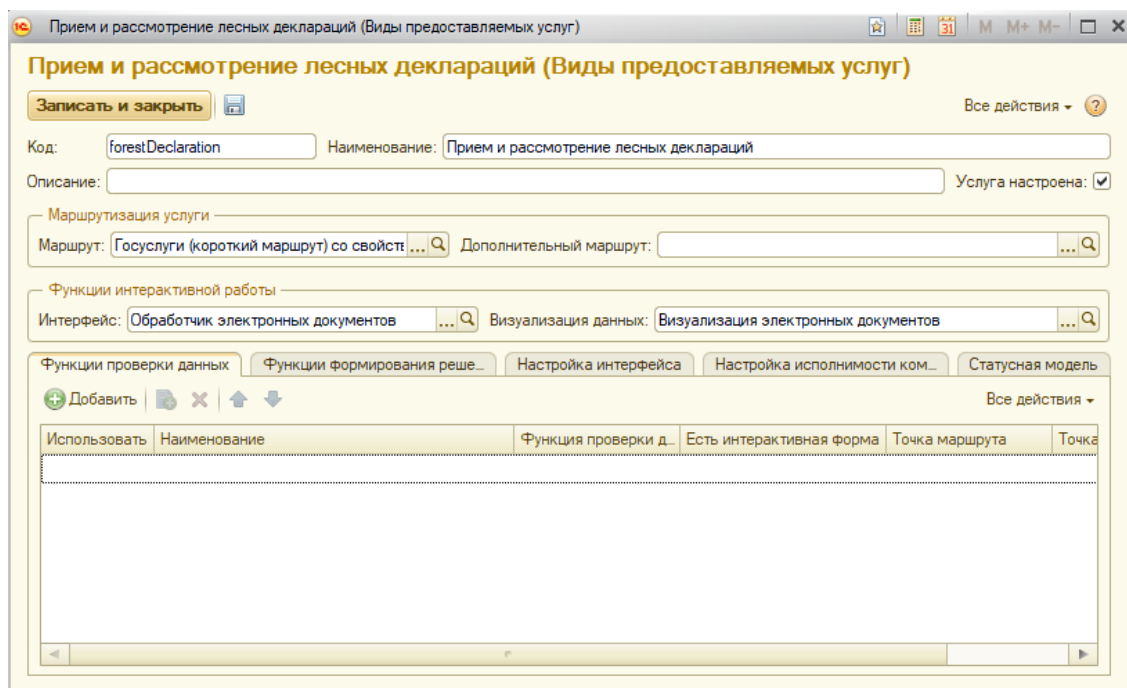 Прием и рассмотрение лесных деклараций (Виды предоставляемых услуг) 31 M M+ M-
Прием и рассмотрение лесных деклараций (Виды предоставляемых услуг)
Записать и закрыть Все действия ?
Код: forestDeclaration Наименование: Прием и рассмотрение лесных деклараций
Описание: Услуга настроена:
Маршрутизация услуги
Маршрут: Госуслуги (короткий маршрут) со свойств ... Дополнительный маршрут: ...
Функции интерактивной работы
Интерфейс: Обработчик электронных документов ... Визуализация данных: Визуализация электронных документов ...
Функции проверки данных Функции формирования реше... Настройка интерфейса Настройка исполнимости ком... Статусная модель
Добавить Все действия
Использовать Наименование Функция проверки д... Есть интерактивная форма Точка маршрута Точка